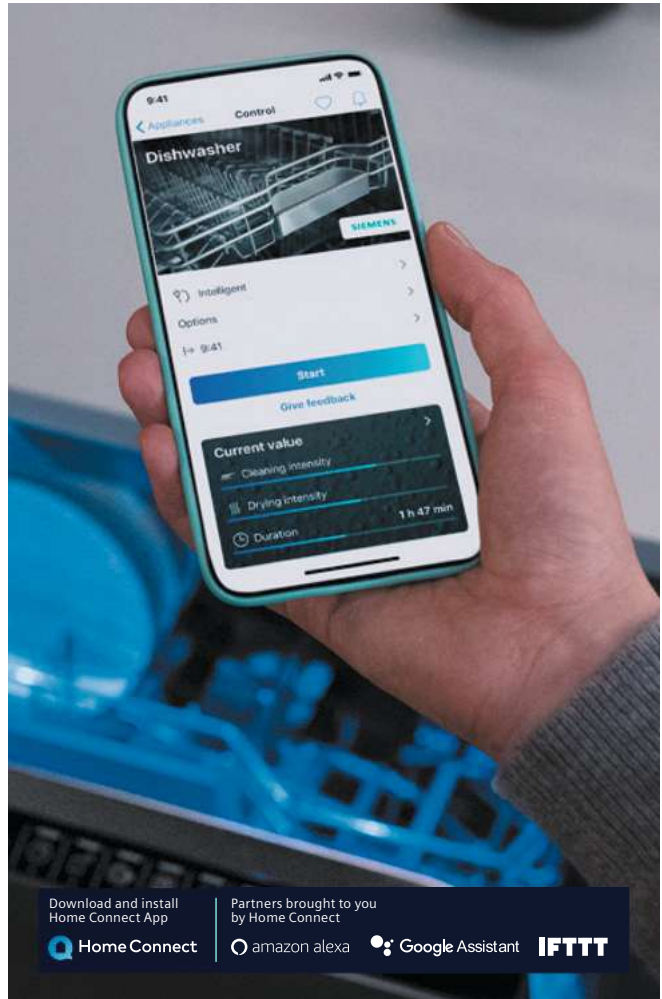 9:41
Appliances
Control
Dishwasher
SIEMENS
Intelligent
Options
9:41
Start
Give feedback
Current value
Cleaning intensity
Drying intensity
Duration 1 h 47 min
Download and install
Home Connect App
Home Connect
Partners brought to you
by Home Connect
amazon alexa
Google Assistant
IFTTT